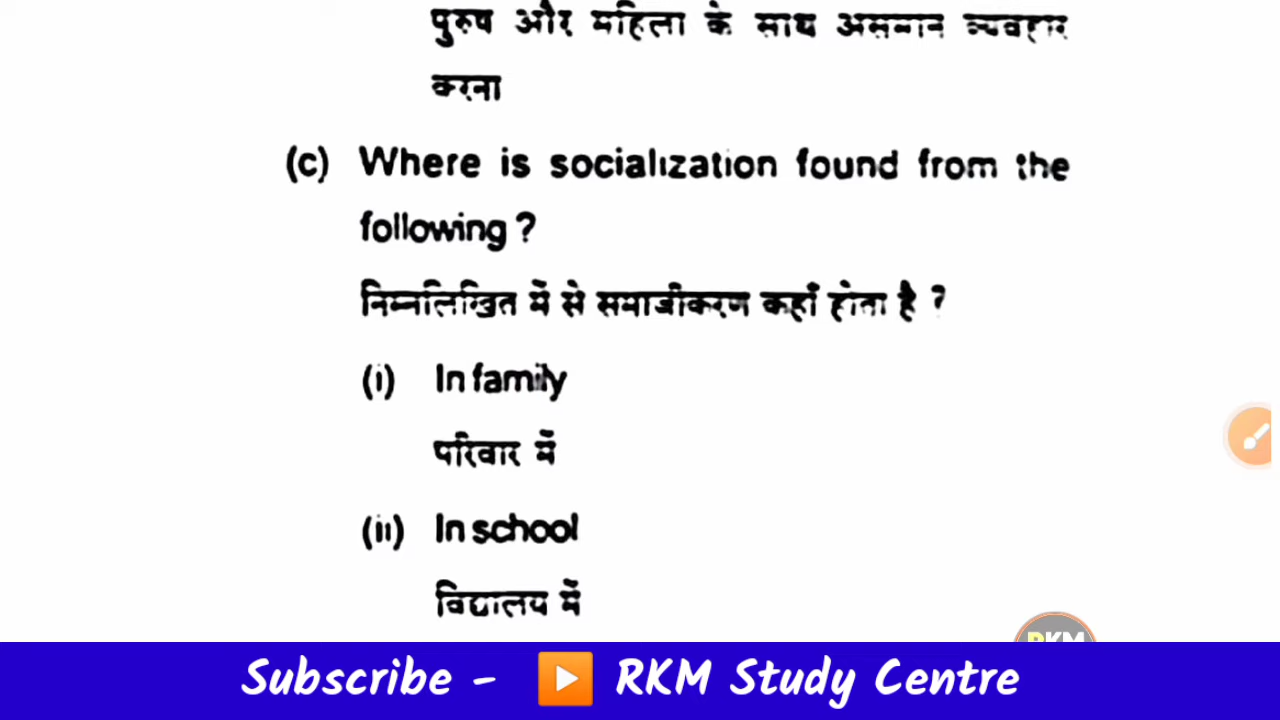 पुरुष और महिला के साथ असमान व्यवहार
करना
(c) Where is socialization found from the
following ?
निम्नलिखित में से समाजीकरण कहाँ होता है ?
(i) In family
परिवार में
(ii) In school
विद्यालय में
RKM
Subscribe - RKM Study Centre